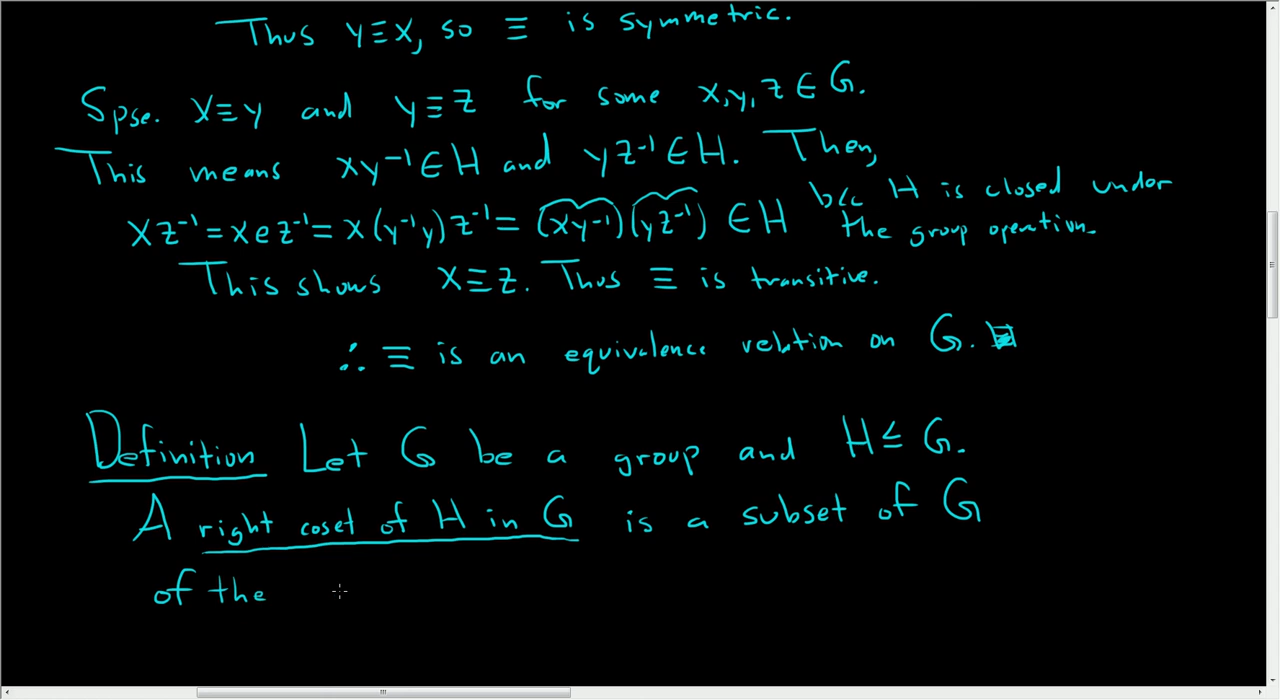 Thus y≡x, so ≡ is symmetric.
Spse. x≡y and y≡z for some x,y,z ∈ G.
This means xy⁻¹ ∈ H and yz⁻¹ ∈ H. Then,
xz⁻¹ = xez⁻¹ = x(y⁻¹y)z⁻¹ = (xy⁻¹)(yz⁻¹) ∈ H b/c H is closed under
the group operation.
This shows x≡z. Thus ≡ is transitive.
∴ ≡ is an equivalence relation on G.
Definition Let G be a group and H ≤ G.
A right coset of H in G is a subset of G
of the